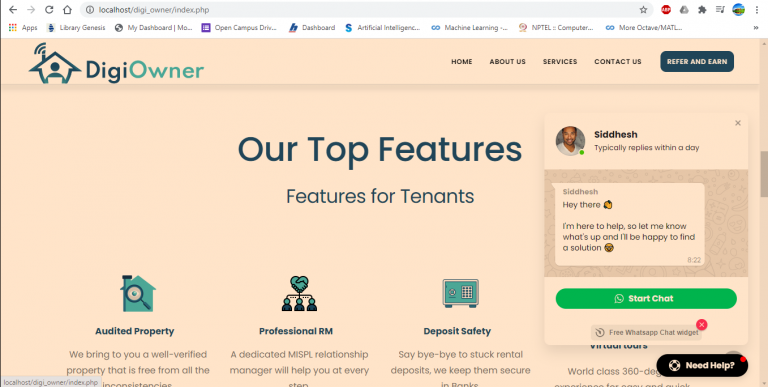 localhost/digi_owner/index.php
Apps
Library Genesis
My Dashboard | Mo...
Open Campus Driv...
Dashboard
Artificial Intelligenc...
Machine Learning -...
NPTEL :: Computer...
More Octave/MATL...
DigiOwner
HOME
ABOUT US
SERVICES
CONTACT US
REFER AND EARN
Our Top Features
Features for Tenants
Audited Property
We bring to you a well-verified
property that is free from all the
inconsistencies
Professional RM
A dedicated MISPL relationship
manager will help you at every
step
Deposit Safety
Say bye-bye to stuck rental
deposits, we keep them secure
in Banks
Virtual tours
World class 360-deg
experience for easy and quick
Siddhesh
Typically replies within a day
Siddhesh
Hey there
I'm here to help, so let me know
what's up and I'll be happy to find
a solution
8:22
Start Chat
Free Whatsapp Chat widget
Need Help?
localhost/digi_owner/index.php